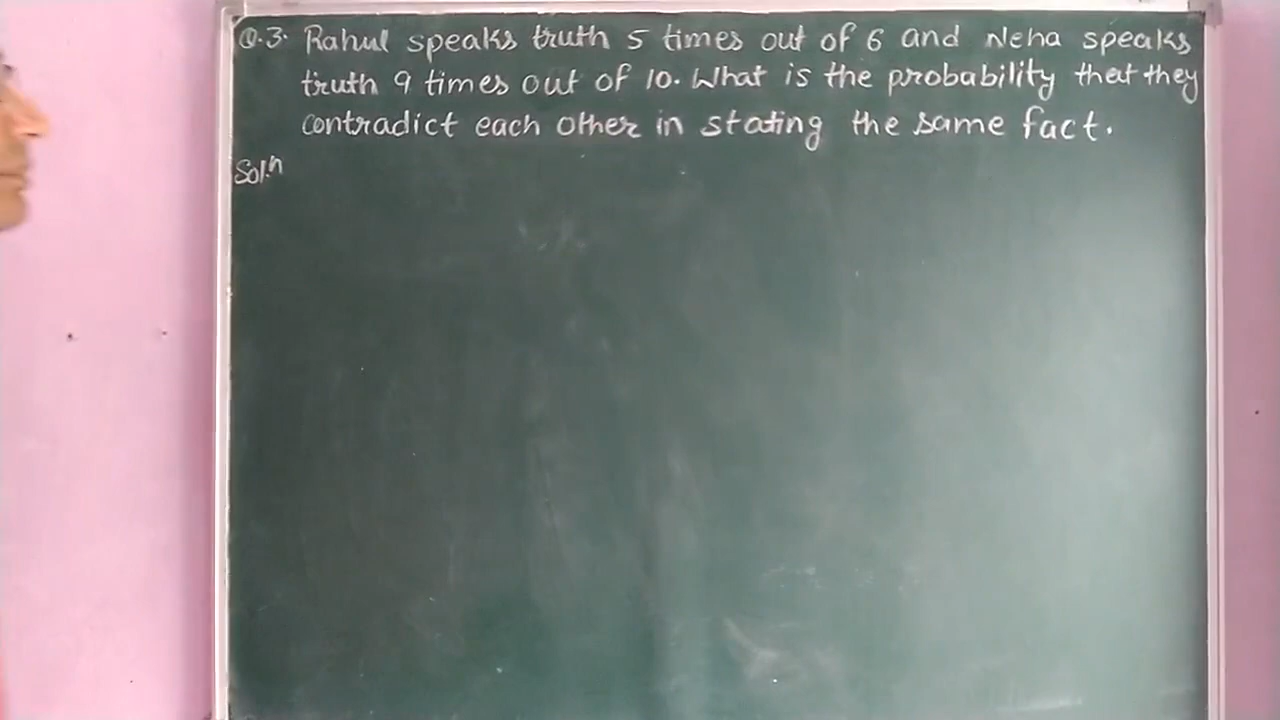 Q.3. Rahul speaks truth 5 times out of 6 and Neha speaks
truth 9 times out of 10. What is the probability that they
contradict each other in stating the same fact.
Sol.n